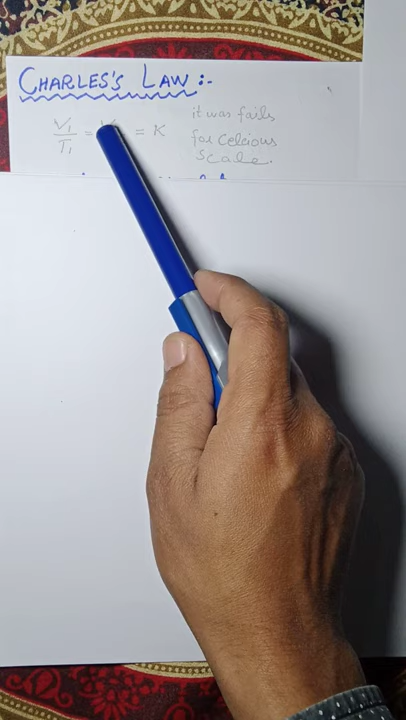 CHARLES'S LAW :-
V₁/T₁ = = K
it was fails
for Celcious
Scale.